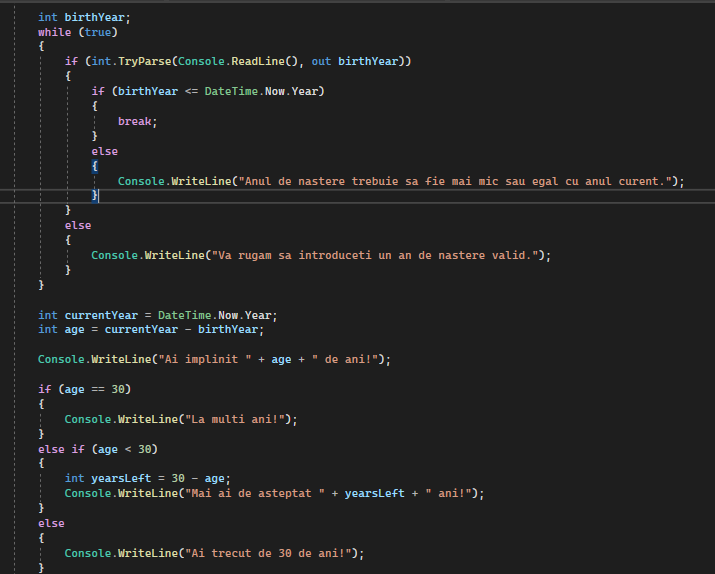 int birthYear;
while (true)
{
if (int.TryParse(Console.ReadLine(), out birthYear))
{
if (birthYear <= DateTime.Now.Year)
{
break;
}
else
{
Console.WriteLine("Anul de nastere trebuie sa fie mai mic sau egal cu anul curent.");
}
}
else
{
Console.WriteLine("Va rugam sa introduceti un an de nastere valid.");
}
}
int currentYear = DateTime.Now.Year;
int age = currentYear - birthYear;
Console.WriteLine("Ai implinit " + age + " de ani!");
if (age == 30)
{
Console.WriteLine("La multi ani!");
}
else if (age < 30)
{
int yearsLeft = 30 - age;
Console.WriteLine("Mai ai de asteptat " + yearsLeft + " ani!");
}
else
{
Console.WriteLine("Ai trecut de 30 de ani!");
}